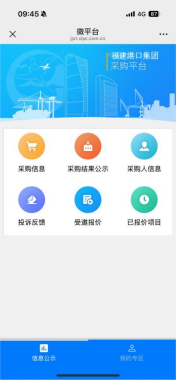 09:45
4G 87
微平台
福建港口集团
采购平台
采购信息
采购结果公示
采购人信息
投诉反馈
受邀报价
已报价项目
信息公示
我的专区